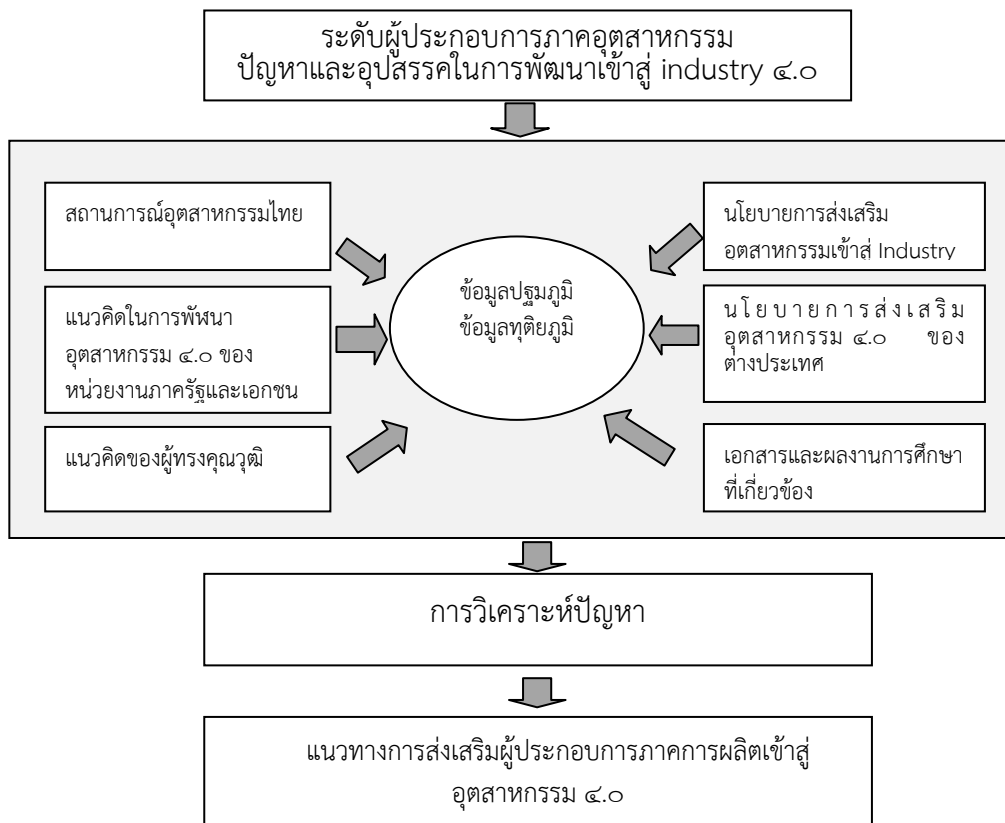 ระดับผู้ประกอบการภาคอุตสาหกรรม
ปัญหาและอุปสรรคในการพัฒนาเข้าสู่ industry ๔.๐
สถานการณ์อุตสาหกรรมไทย
แนวคิดในการพัฒนา
อุตสาหกรรม ๔.๐ ของ
หน่วยงานภาครัฐและเอกชน
แนวคิดของผู้ทรงคุณวุฒิ
ข้อมูลปฐมภูมิ
ข้อมูลทุติยภูมิ
นโยบายการส่งเสริม
อุตสาหกรรมเข้าสู่ Industry
นโยบายการส่งเสริม
อุตสาหกรรม ๔.๐ ของ
ต่างประเทศ
เอกสารและผลงานการศึกษา
ที่เกี่ยวข้อง
การวิเคราะห์ปัญหา
แนวทางการส่งเสริมผู้ประกอบการภาคการผลิตเข้าสู่
อุตสาหกรรม ๔.๐